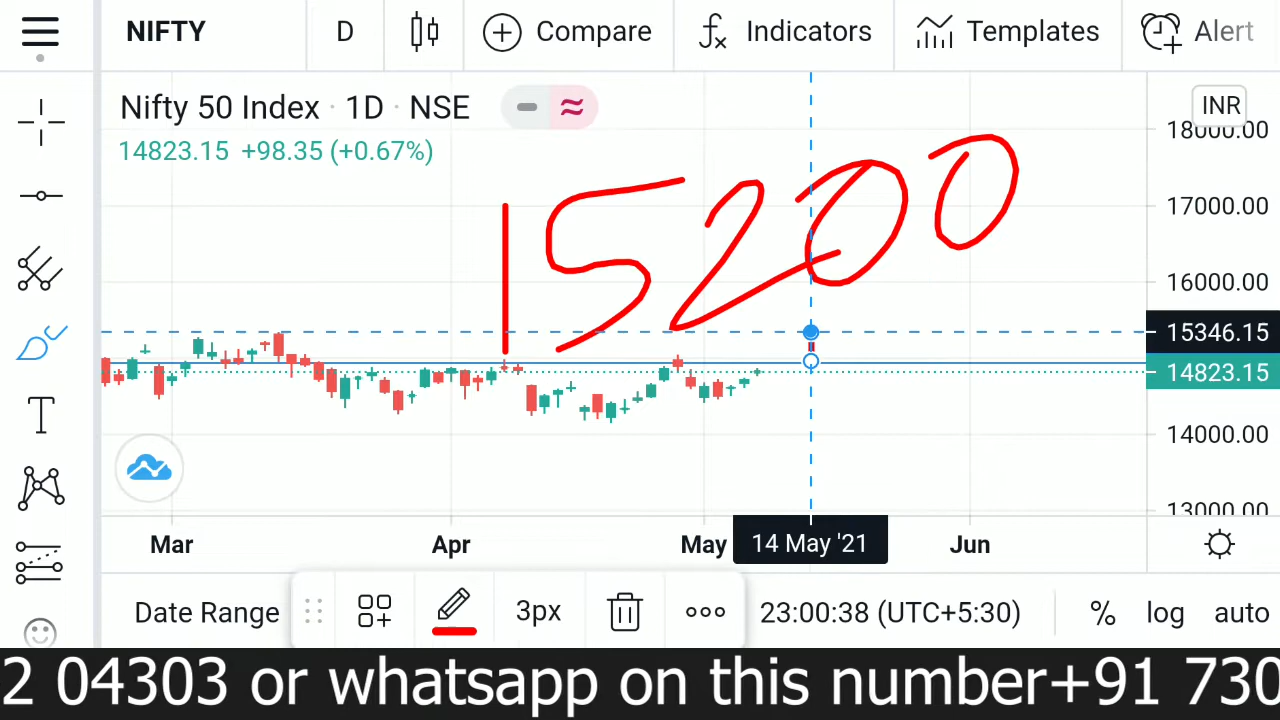 NIFTY D Compare Indicators Templates Alert
Nifty 50 Index · 1D · NSE
INR
14823.15 +98.35 (+0.67%)
15200
18000.00
17000.00
16000.00
15346.15
14823.15
14000.00
13000.00
T
Mar Apr May 14 May '21 Jun
Date Range 3px 23:00:38 (UTC+5:30) % log auto
2 04303 or whatsapp on this number+91 730